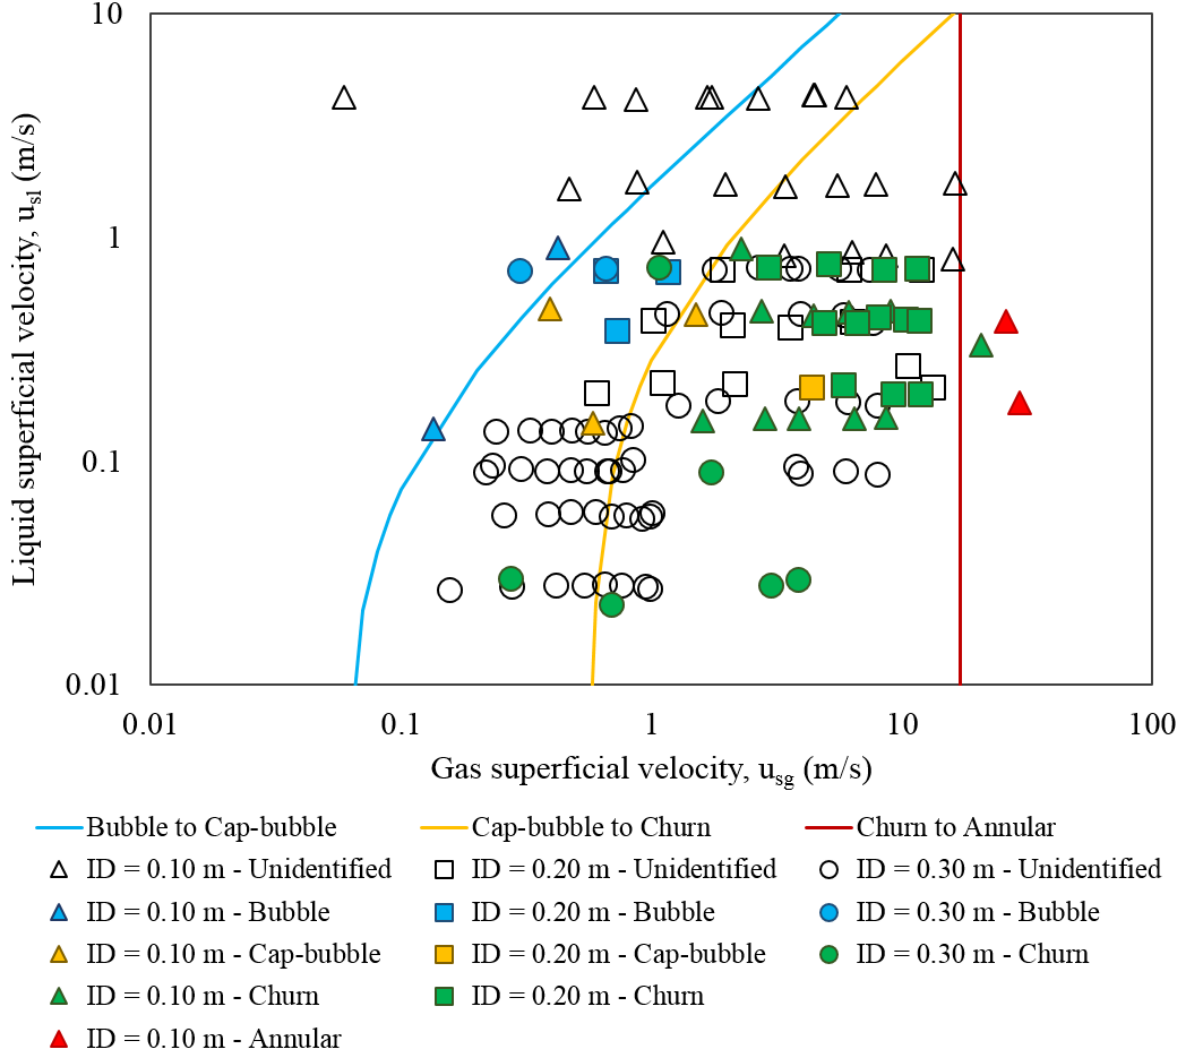 10
1
0.1
0.01
Liquid superficial velocity, usl (m/s)
0.01 0.1 1 10 100
Gas superficial velocity, usg (m/s)
Bubble to Cap-bubble Cap-bubble to Churn Churn to Annular
ID = 0.10 m - Unidentified ID = 0.20 m - Unidentified ID = 0.30 m - Unidentified
ID = 0.10 m - Bubble ID = 0.20 m - Bubble ID = 0.30 m - Bubble
ID = 0.10 m - Cap-bubble ID = 0.20 m - Cap-bubble ID = 0.30 m - Churn
ID = 0.10 m - Churn ID = 0.20 m - Churn
ID = 0.10 m - Annular